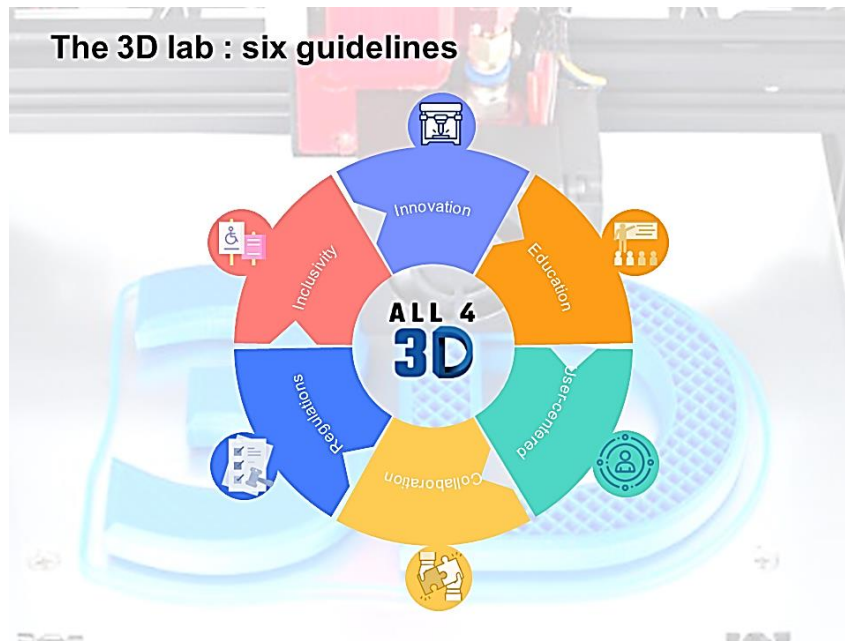 The 3D lab : six guidelines
Innovation
Education
User-centered
Collaboration
Regulations
Inclusivity
ALL 4
3D